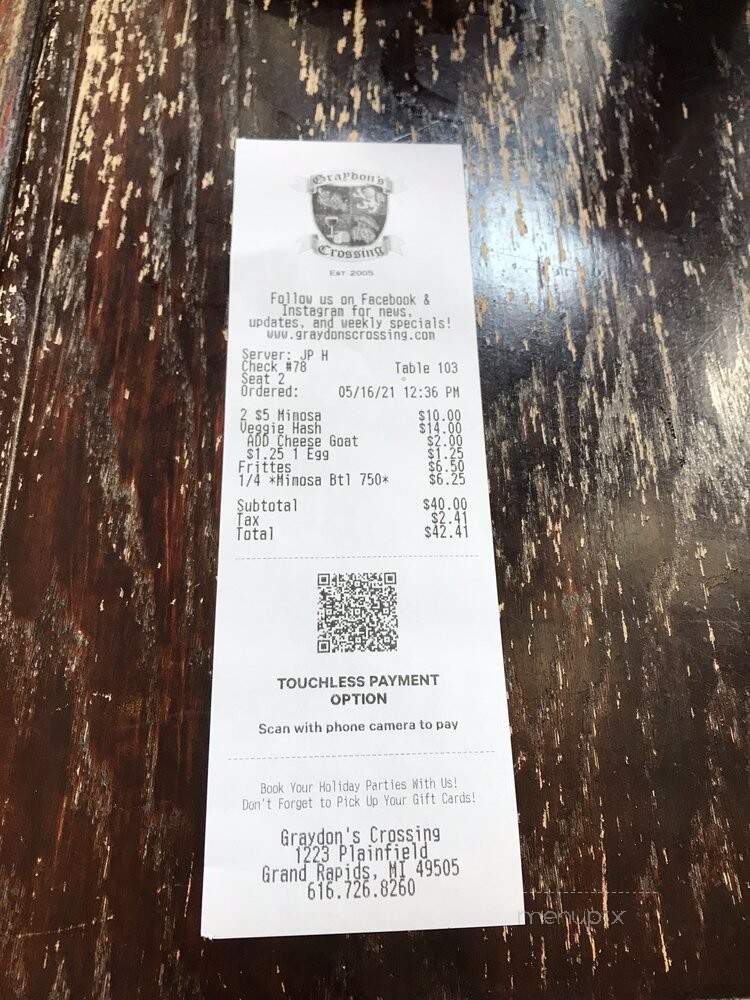 Graydon's
Crossing
EST 2005
Follow us on Facebook &
Instagram for news,
updates, and weekly specials!
www.graydonscrossing.com
Server: JP H
Check #78 Table 103
Seat 2
Ordered: 05/16/21 12:36 PM
2 $5 Mimosa $10.00
Veggie Hash $14.00
ADD Cheese Goat $2.00
$1.25 1 Egg $1.25
Frittes $6.50
1/4 *Mimosa Btl 750* $6.25
Subtotal $40.00
Tax $2.41
Total $42.41
TOUCHLESS PAYMENT
OPTION
Scan with phone camera to pay
Book Your Holiday Parties With Us!
Don't Forget to Pick Up Your Gift Cards!
Graydon's Crossing
1223 Plainfield
Grand Rapids, MI 49505
616.726.8260
menupix